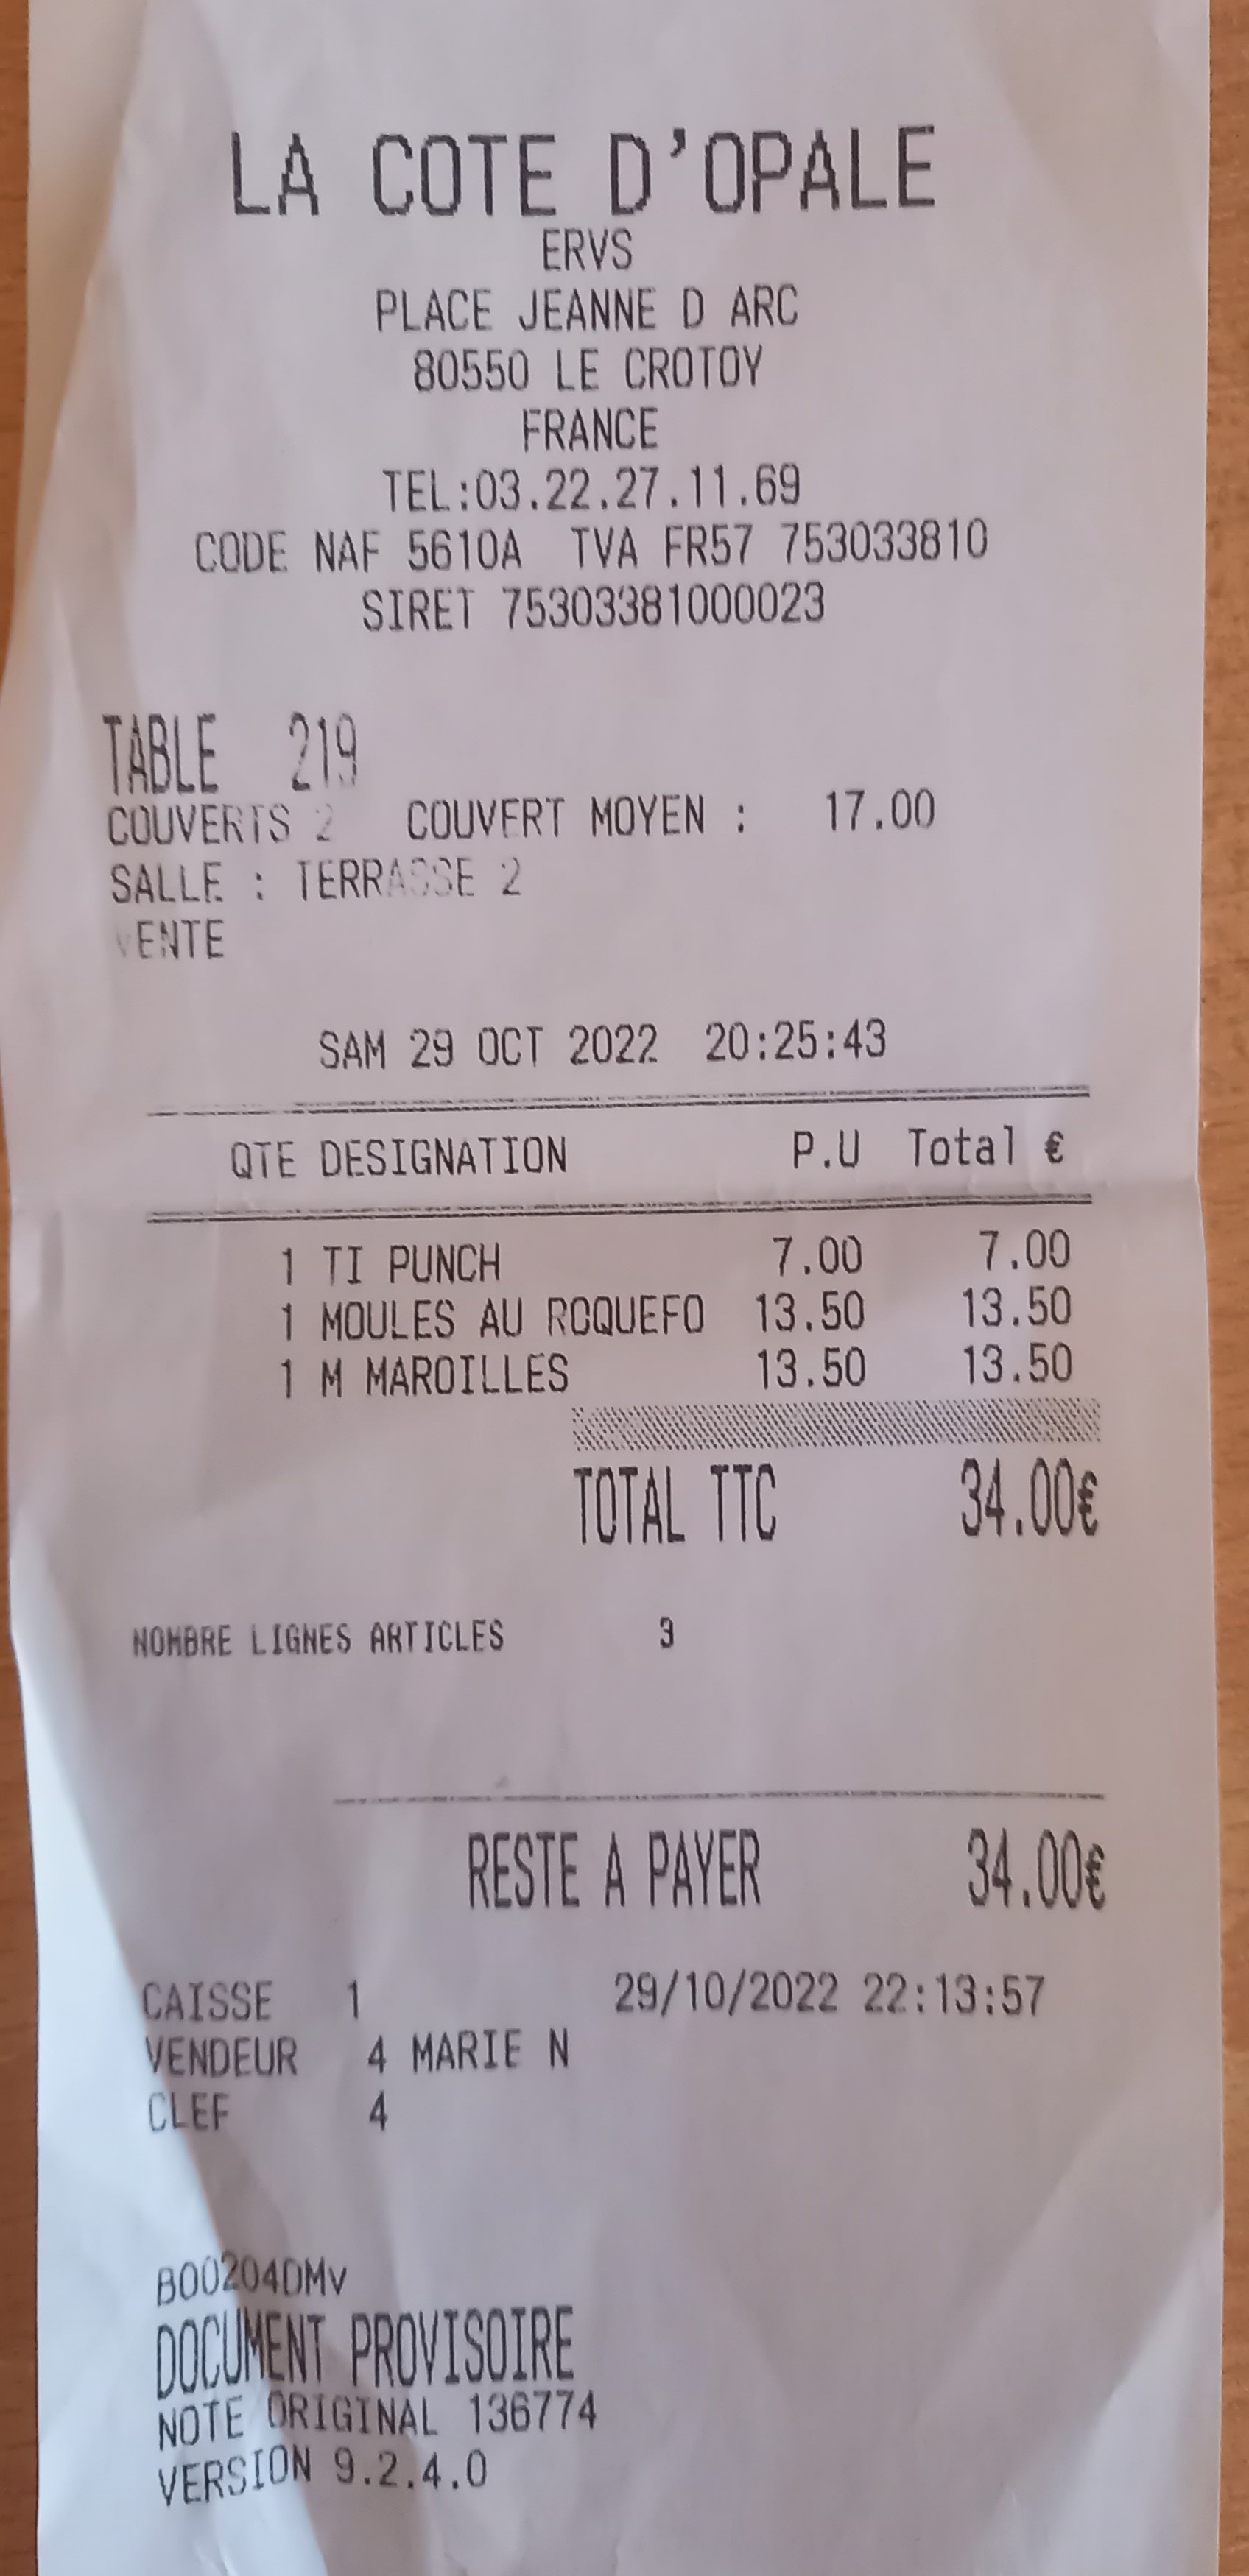 LA COTE D'OPALE
ERVS
PLACE JEANNE D ARC
80550 LE CROTOY
FRANCE
TEL:03.22.27.11.69
CODE NAF 5610A TVA FR57 753033810
SIRET 75303381000023
TABLE 219
COUVERTS 2 COUVERT MOYEN : 17.00
SALLE : TERRASSE 2
VENTE
SAM 29 OCT 2022 20:25:43
QTE DESIGNATION P.U Total €
1 TI PUNCH 7.00 7.00
1 MOULES AU ROQUEFO 13.50 13.50
1 M MAROILLES 13.50 13.50
TOTAL TTC 34.00€
NOMBRE LIGNES ARTICLES 3
RESTE A PAYER 34.00€
CAISSE 1 29/10/2022 22:13:57
VENDEUR 4 MARIE N
CLEF 4
B00204DMv
DOCUMENT PROVISOIRE
NOTE ORIGINAL 136774
VERSION 9.2.4.0